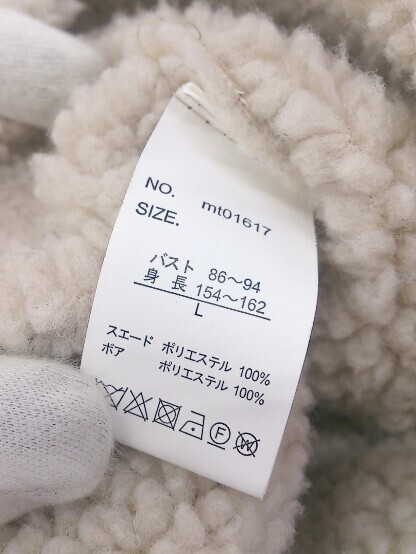 NO. mt01617
SIZE.
バスト 86～94
身 長 154～162
L
スエード ポリエステル 100%
ボア ポリエステル 100%
F W